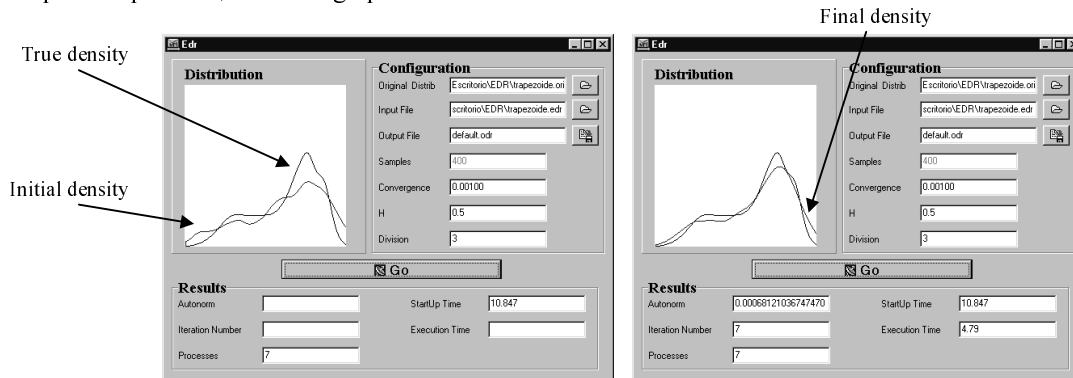 Final density
True density
Initial density
Edr
Distribution
Configuration
Original Distrib
Escritorio\EDR\trapezoide.ori
Input File
scritorio\EDR\trapezoide.edr
Output File
default.odr
Samples
400
Convergence
0.00100
H
0.5
Division
3
Go
Results
Autonorm
StartUp Time
10.847
Iteration Number
Execution Time
Processes
7
Edr
Distribution
Configuration
Original Distrib
Escritorio\EDR\trapezoide.ori
Input File
scritorio\EDR\trapezoide.edr
Output File
default.odr
Samples
400
Convergence
0.00100
H
0.5
Division
3
Go
Results
Autonorm
0.00068121036747470
StartUp Time
10.847
Iteration Number
7
Execution Time
4.79
Processes
7